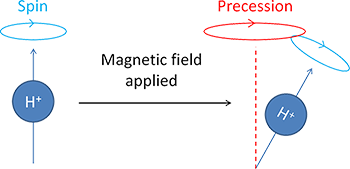 Spin
Precession
Magnetic field
applied
H⁺
H⁺